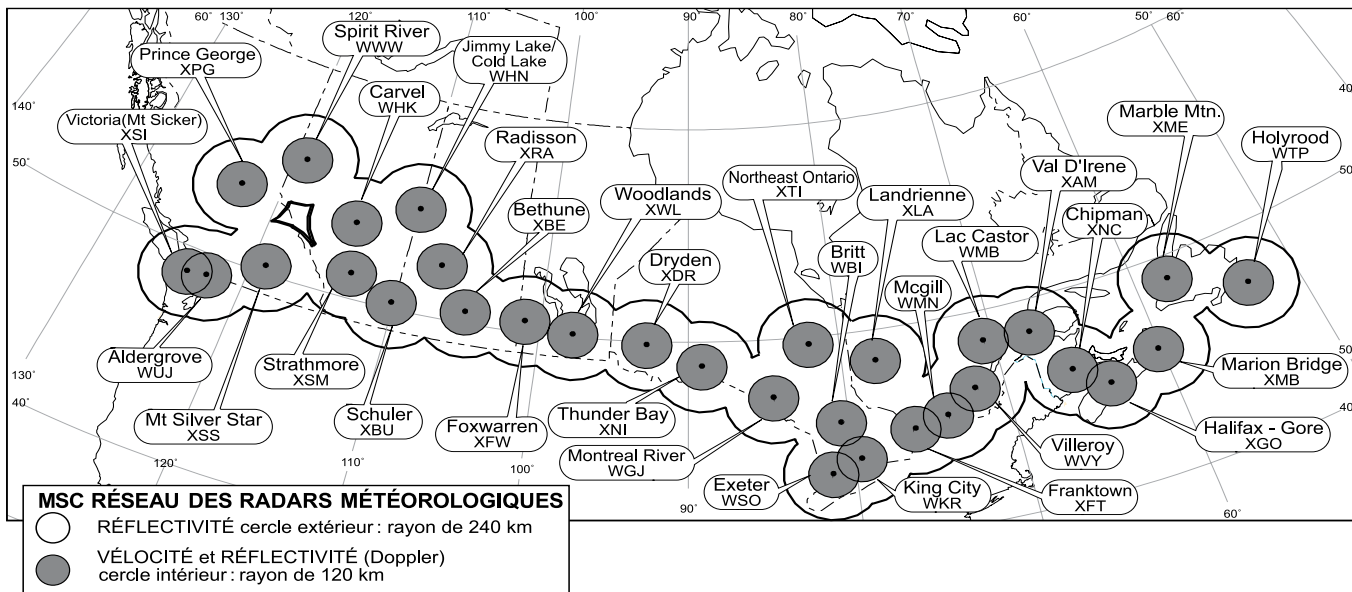 60° 130° 120° 110° 100° 90° 80° 70° 60° 50° 60°
Spirit River
WWW
Jimmy Lake/
Cold Lake
WHN
Prince George
XPG
Carvel
WHK
Marble Mtn.
XME
40°
140°
Victoria(Mt Sicker)
XSI
Radisson
XRA
Holyrood
WTP
Val D'Irene
XAM
50°
50°
Northeast Ontario
XTI
Landrienne
XLA
Woodlands
XWL
Bethune
XBE
Chipman
XNC
Lac Castor
WMB
Britt
WBI
Dryden
XDR
Mcgill
WMN
Aldergrove
WUJ
Strathmore
XSM
Marion Bridge
XMB
50°
130°
40°
Mt Silver Star
XSS
Schuler
XBU
Foxwarren
XFW
Thunder Bay
XNI
Halifax - Gore
XGO
40°
Montreal River
WGJ
Villeroy
WVY
120°
110°
100°
Exeter
WSO
King City
WKR
Franktown
XFT
90°
60°
MSC RÉSEAU DES RADARS MÉTÉOROLOGIQUES
RÉFLECTIVITÉ cercle extérieur : rayon de 240 km
VÉLOCITÉ et RÉFLECTIVITÉ (Doppler)
cercle intérieur : rayon de 120 km